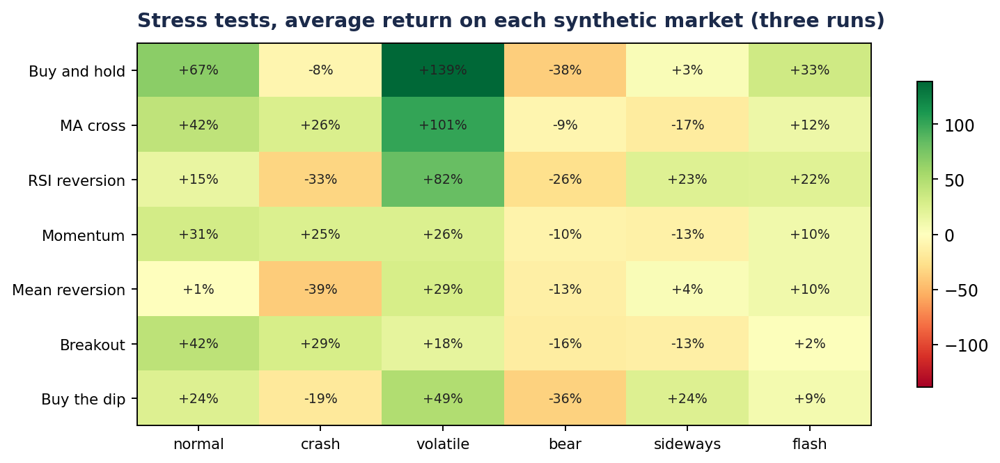 Stress tests, average return on each synthetic market (three runs)
Buy and hold +67% -8% +139% -38% +3% +33%
MA cross +42% +26% +101% -9% -17% +12%
RSI reversion +15% -33% +82% -26% +23% +22%
Momentum +31% +25% +26% -10% -13% +10%
Mean reversion +1% -39% +29% -13% +4% +10%
Breakout +42% +29% +18% -16% -13% +2%
Buy the dip +24% -19% +49% -36% +24% +9%
normal crash volatile bear sideways flash
100
50
0
−50
−100